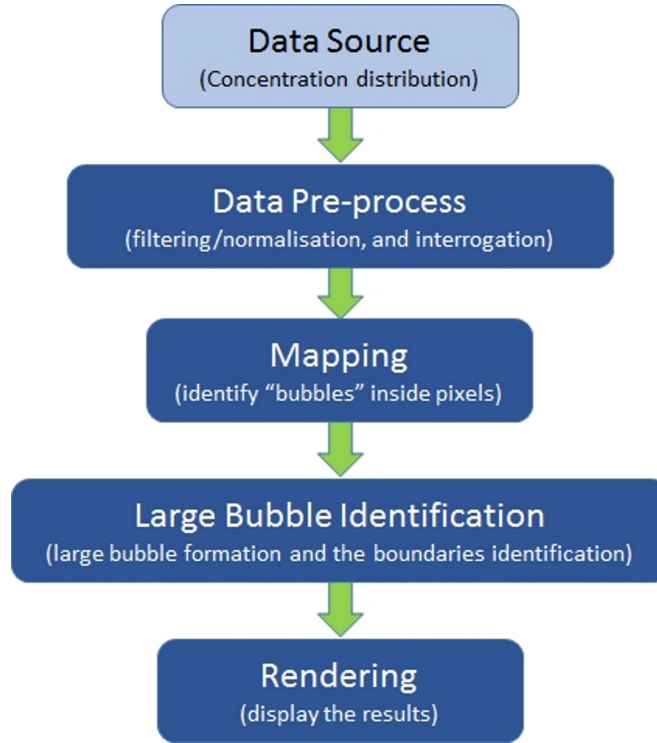 Data Source
(Concentration distribution)
Data Pre-process
(filtering/normalisation, and interrogation)
Mapping
(identify “bubbles” inside pixels)
Large Bubble Identification
(large bubble formation and the boundaries identification)
Rendering
(display the results)